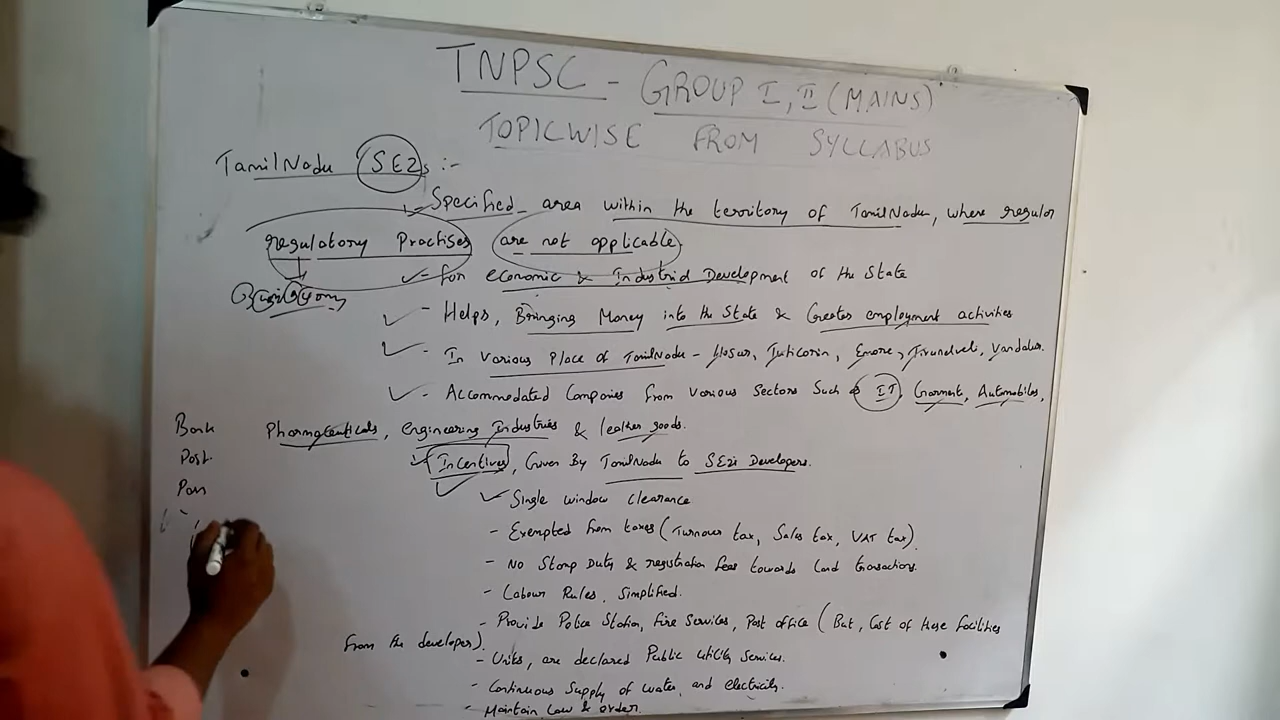 TNPSC - GROUP I, II (MAINS)
TOPICWISE FROM SYLLABUS
TamilNadu SEZs :-
- Specified area within the territory of TamilNadu, where regular
regulatory Practises are not applicable.
- for economic & Industrial Development of the State
- Helps, Bringing Money into the State & Creates employment activities
- In Various Place of TamilNadu - Hosur, Tuticorin, Ennore, Tirunelveli, Vandalur.
- Accommodated Companies from Various Sectors Such as IT, Garment, Automobiles,
Pharmaceuticals, engineering Industries & leather goods.
Bank
Post.
Pan
Incentives, Given By TamilNadu to SEZs Developers.
Single window clearance
- Exempted from taxes (Turnover tax, Sales tax, VAT tax).
- No Stamp Duty & registration fees towards Land transactions.
- Labour Rules, Simplified.
- Provide Police Station, Fire Services, Post office (But, Cost of these facilities
from the developer).
- Units, are declared Public Utility Services.
- Continuous Supply of water, and electricity.
- Maintain Law & order.